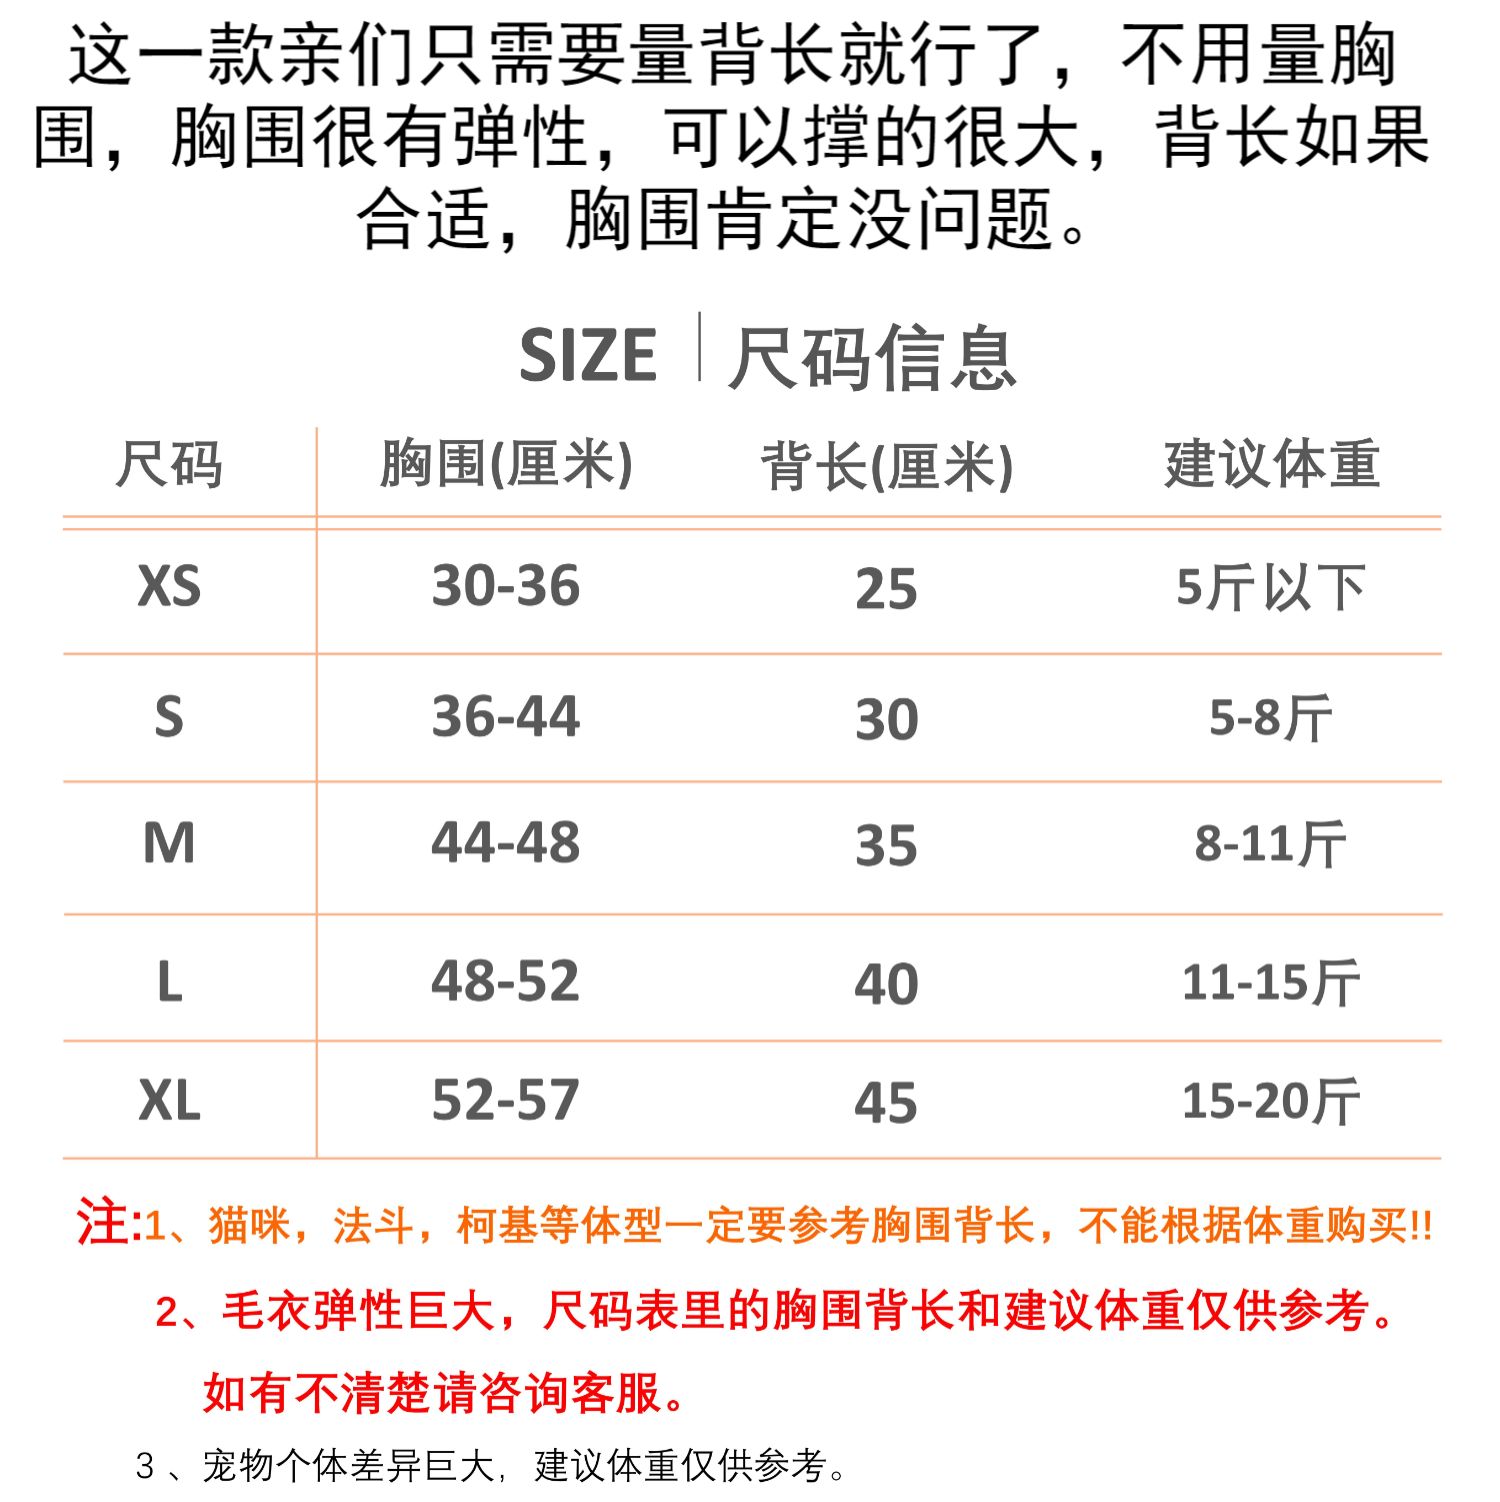 这一款亲们只需要量背长就行了，不用量胸
围，胸围很有弹性，可以撑的很大，背长如果
合适，胸围肯定没问题。
SIZE 尺码信息
尺码 胸围(厘米) 背长(厘米) 建议体重
XS 30-36 25 5斤以下
S 36-44 30 5-8斤
M 44-48 35 8-11斤
L 48-52 40 11-15斤
XL 52-57 45 15-20斤
注:1、猫咪，法斗，柯基等体型一定要参考胸围背长，不能根据体重购买!!
2、毛衣弹性巨大，尺码表里的胸围背长和建议体重仅供参考。
如有不清楚请咨询客服。
3、宠物个体差异巨大，建议体重仅供参考。